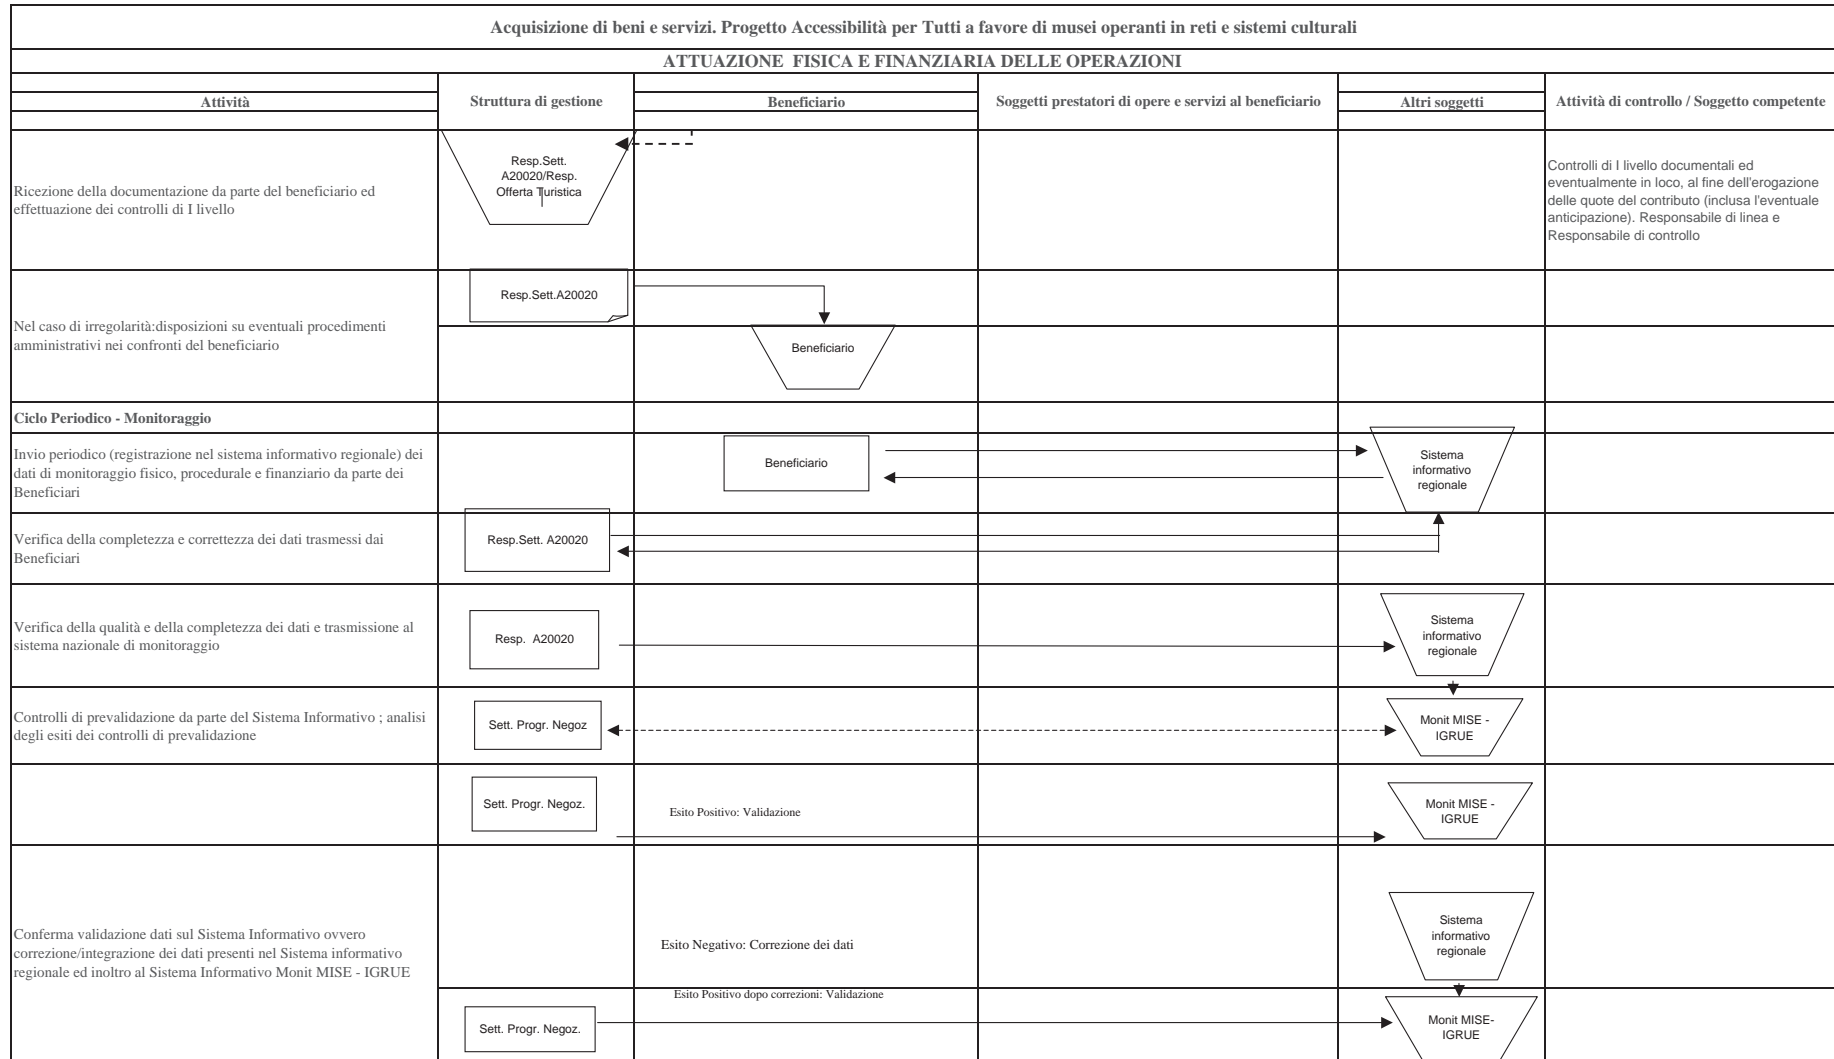 Acquisizione di beni e servizi. Progetto Accessibilità per Tutti a favore di musei operanti in reti e sistemi culturali
ATTUAZIONE FISICA E FINANZIARIA DELLE OPERAZIONI
Attività
Struttura di gestione
Beneficiario
Soggetti prestatori di opere e servizi al beneficiario
Altri soggetti
Attività di controllo / Soggetto competente
Ricezione della documentazione da parte del beneficiario ed
effettuazione dei controlli di I livello
Resp.Sett.
A20020/Resp.
Offerta Turistica
Controlli di I livello documentali ed
eventualmente in loco, al fine dell'erogazione
delle quote del contributo (inclusa l'eventuale
anticipazione). Responsabile di linea e
Responsabile di controllo
Nel caso di irregolarità:disposizioni su eventuali procedimenti
amministrativi nei confronti del beneficiario
Resp.Sett.A20020
Beneficiario
Ciclo Periodico - Monitoraggio
Invio periodico (registrazione nel sistema informativo regionale) dei
dati di monitoraggio fisico, procedurale e finanziario da parte dei
Beneficiari
Beneficiario
Sistema
informativo
regionale
Verifica della completezza e correttezza dei dati trasmessi dai
Beneficiari
Resp.Sett. A20020
Verifica della qualità e della completezza dei dati e trasmissione al
sistema nazionale di monitoraggio
Resp. A20020
Sistema
informativo
regionale
Controlli di prevalidazione da parte del Sistema Informativo ; analisi
degli esiti dei controlli di prevalidazione
Sett. Progr. Negoz
Monit MISE -
IGRUE
Sett. Progr. Negoz.
Esito Positivo: Validazione
Monit MISE -
IGRUE
Conferma validazione dati sul Sistema Informativo ovvero
correzione/integrazione dei dati presenti nel Sistema informativo
regionale ed inoltro al Sistema Informativo Monit MISE - IGRUE
Esito Negativo: Correzione dei dati
Sistema
informativo
regionale
Esito Positivo dopo correzioni: Validazione
Sett. Progr. Negoz.
Monit MISE-
IGRUE